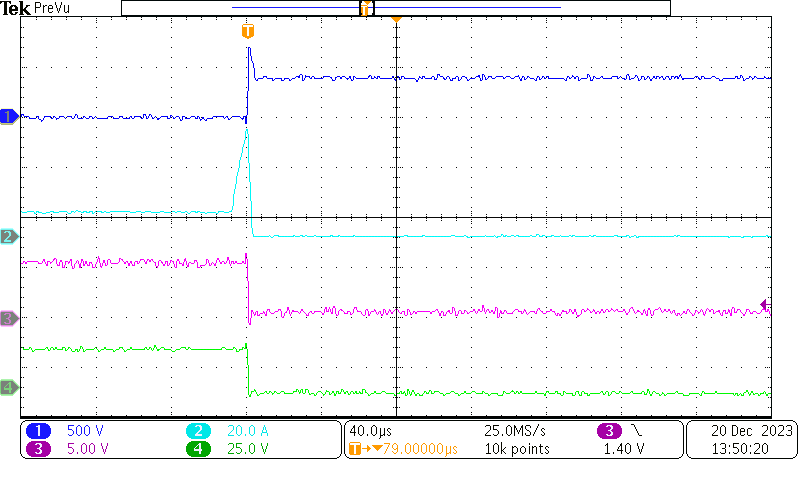 Tek PreVu
T
T
1
2
3
4
1 500 V 2 20.0 A 40.0µs 25.0MS/s 3 20 Dec 2023
3 5.00 V 4 25.0 V T→▼79.00000µs 10k points 1.40 V 13:50:20